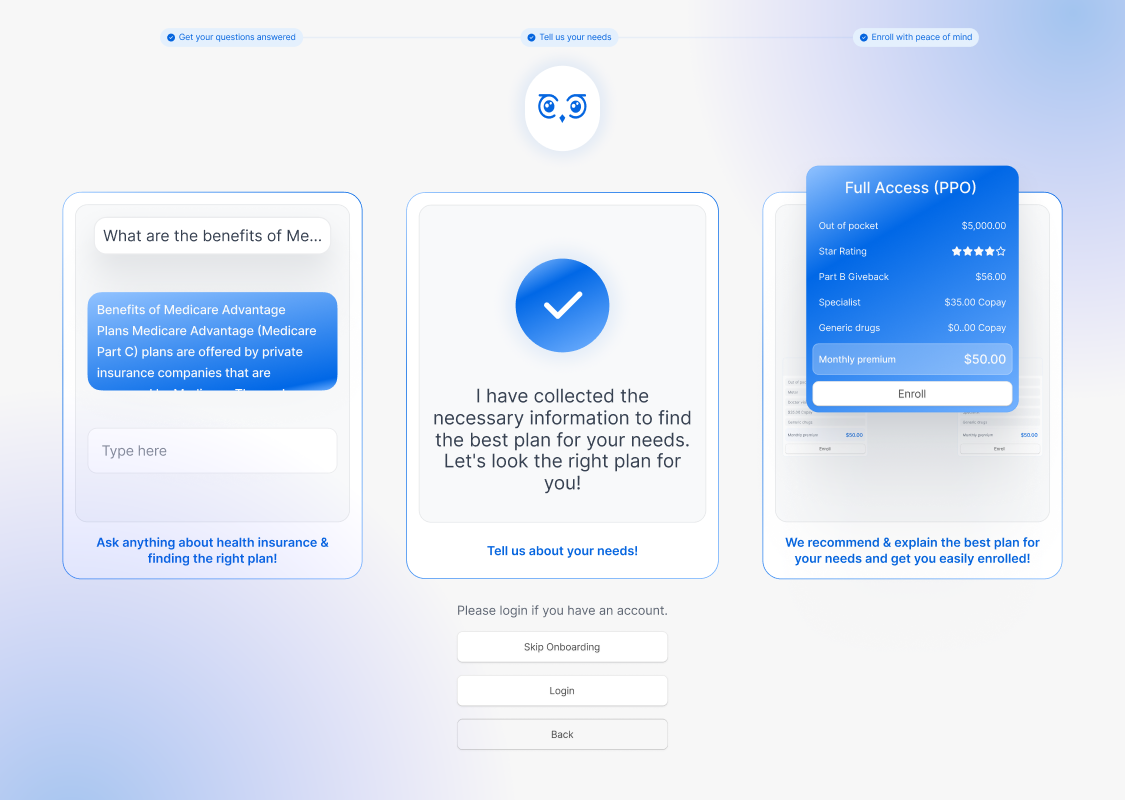 Get your questions answered
Tell us your needs
Enroll with peace of mind
What are the benefits of Me...
Benefits of Medicare Advantage
Plans Medicare Advantage (Medicare
Part C) plans are offered by private
insurance companies that are
Type here
Ask anything about health insurance &
finding the right plan!
I have collected the
necessary information to find
the best plan for your needs.
Let's look the right plan for
you!
Tell us about your needs!
Full Access (PPO)
Out of pocket $5,000.00
Star Rating
Part B Giveback $56.00
Specialist $35.00 Copay
Generic drugs $0..00 Copay
Monthly premium $50.00
Enroll
Generic drugs
Generic drugs
Monthly premium $50.00
Monthly premium $50.00
Enroll
Enroll
We recommend & explain the best plan for
your needs and get you easily enrolled!
Please login if you have an account.
Skip Onboarding
Login
Back